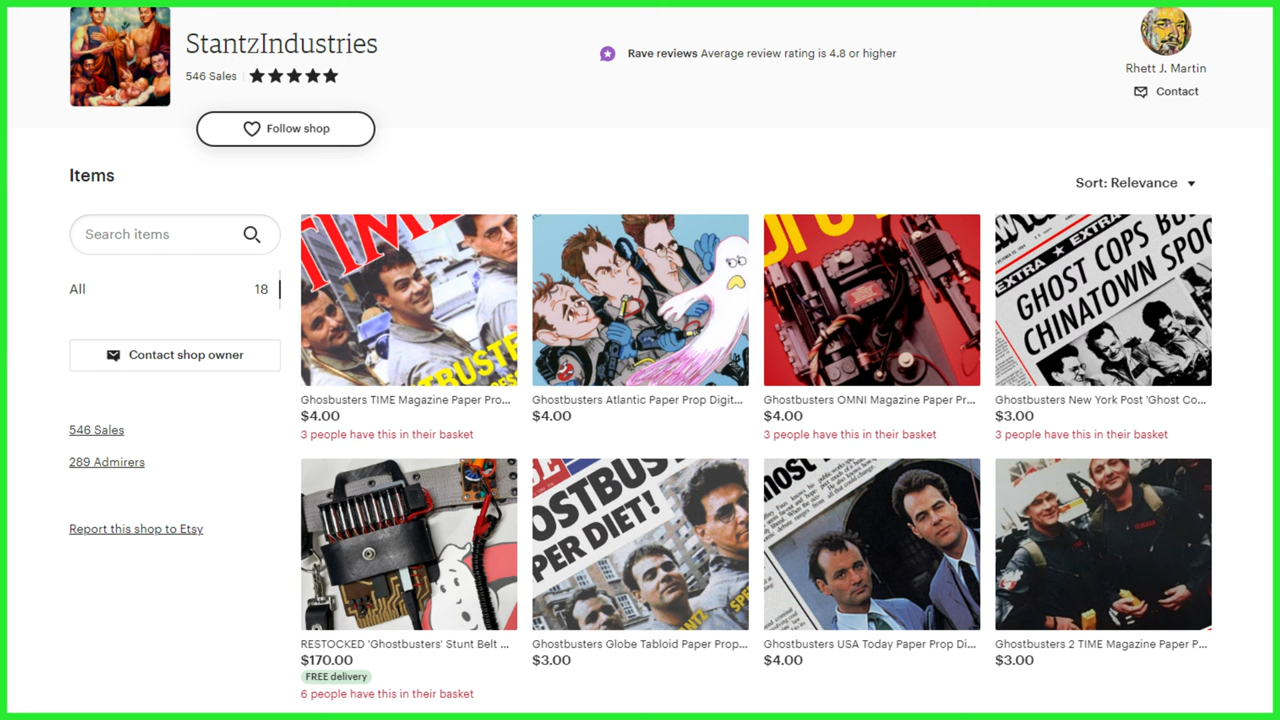 StantzIndustries
546 Sales
Rave reviews Average review rating is 4.8 or higher
Rhett J. Martin
Contact
Follow shop
Items
Sort: Relevance
Search items
All 18
Contact shop owner
546 Sales
289 Admirers
Report this shop to Etsy
TIME
BUSTE
EXTRA ★ EXTRA
GHOST COPS BU
CHINATOWN SPOO
Ghosbusters TIME Magazine Paper Pro...
$4.00
3 people have this in their basket
Ghostbusters Atlantic Paper Prop Digit...
$4.00
Ghostbusters OMNI Magazine Paper Pr...
$4.00
3 people have this in their basket
Ghostbusters New York Post 'Ghost Co...
$3.00
3 people have this in their basket
OSTBUS
PER DIET!
RESTOCKED 'Ghostbusters' Stunt Belt ...
$170.00
FREE delivery
6 people have this in their basket
Ghostbusters Globe Tabloid Paper Prop...
$3.00
Ghostbusters USA Today Paper Prop Di...
$4.00
Ghostbusters 2 TIME Magazine Paper P...
$3.00